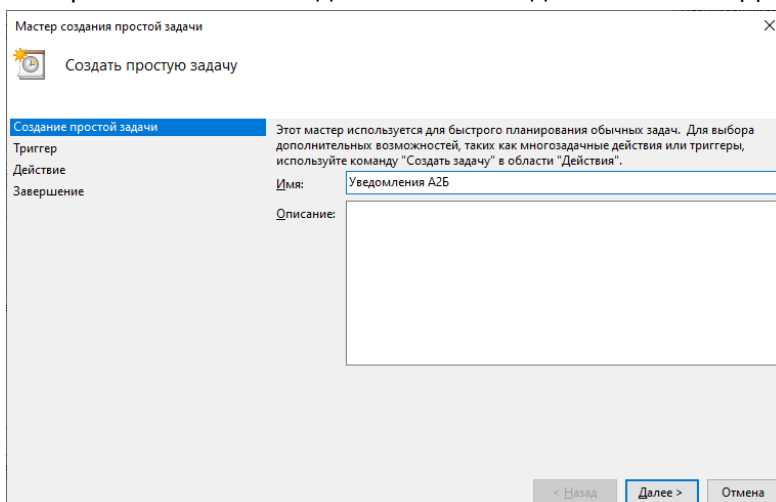 Мастер создания простой задачи
Создать простую задачу
Создание простой задачи
Триггер
Действие
Завершение
Этот мастер используется для быстрого планирования обычных задач. Для выбора
дополнительных возможностей, таких как многозадачные действия или триггеры,
используйте команду "Создать задачу" в области "Действия".
Имя:
Уведомления А2Б
Описание:
< Назад
Далее >
Отмена